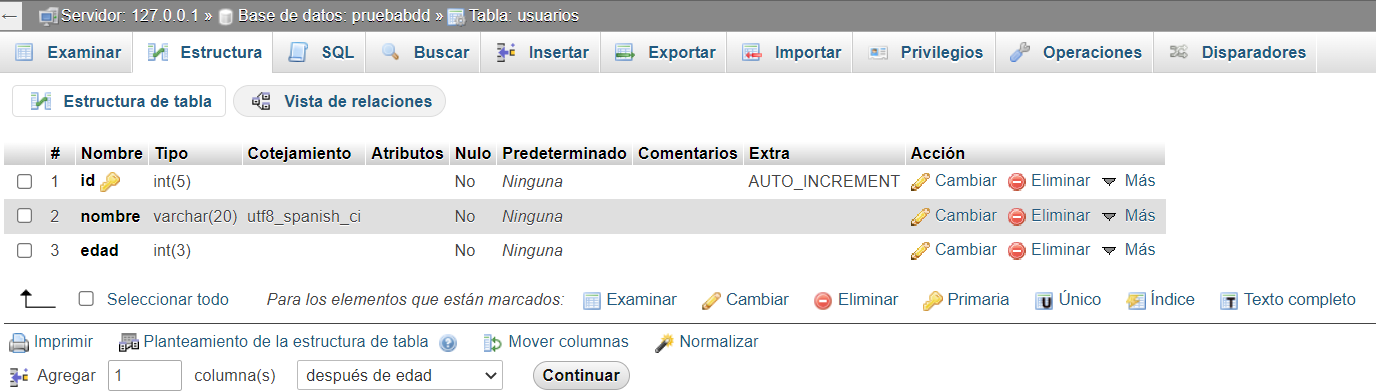 ← Servidor: 127.0.0.1 » Base de datos: pruebabdd » Tabla: usuarios
Examinar Estructura SQL Buscar Insertar Exportar Importar Privilegios Operaciones Disparadores
Estructura de tabla Vista de relaciones
# Nombre Tipo Cotejamiento Atributos Nulo Predeterminado Comentarios Extra Acción
1 id int(5) No Ninguna AUTO_INCREMENT Cambiar Eliminar Más
2 nombre varchar(20) utf8_spanish_ci No Ninguna Cambiar Eliminar Más
3 edad int(3) No Ninguna Cambiar Eliminar Más
Seleccionar todo Para los elementos que están marcados: Examinar Cambiar Eliminar Primaria Único Índice Texto completo
Imprimir Planteamiento de la estructura de tabla Mover columnas Normalizar
Agregar 1 columna(s) después de edad Continuar